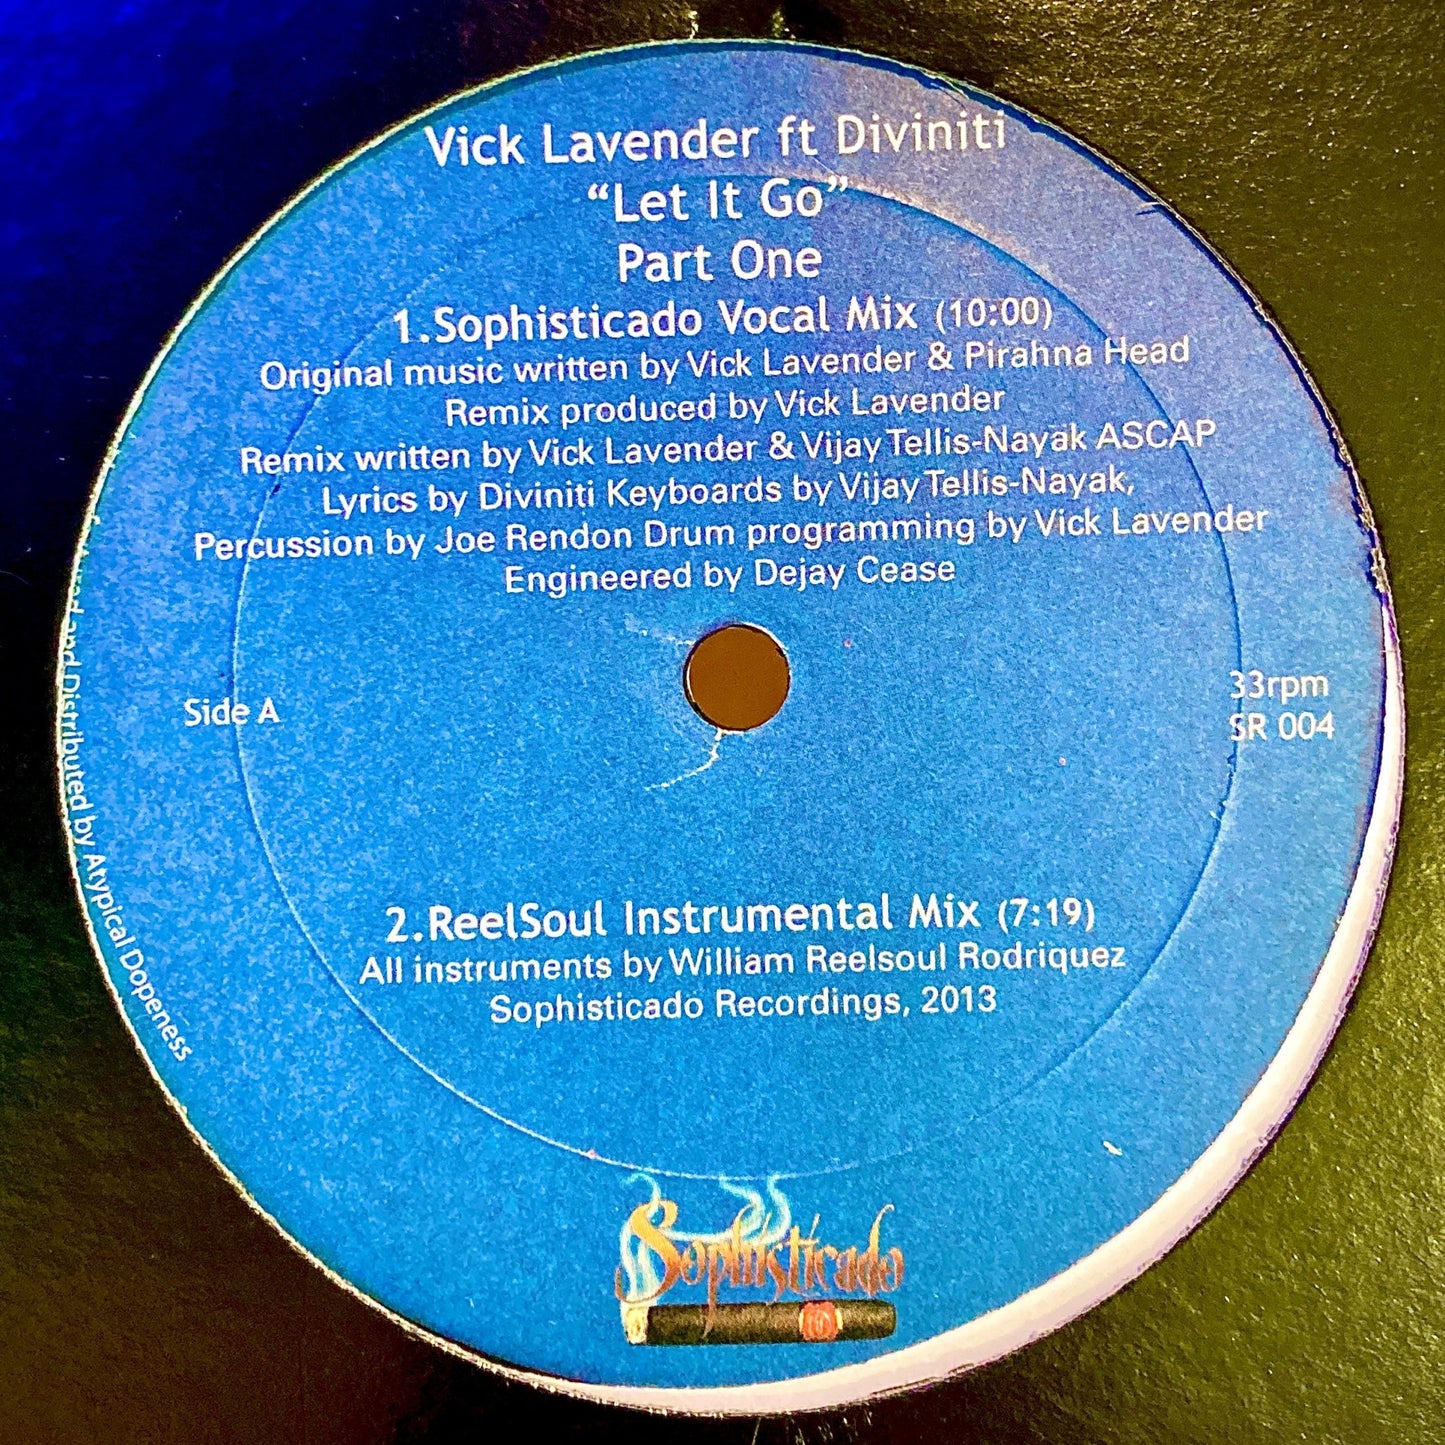 Vick Lavender ft Diviniti
“Let It Go”
Part One
1.Sophisticado Vocal Mix (10:00)
Original music written by Vick Lavender & Pirahna Head
Remix produced by Vick Lavender
Remix written by Vick Lavender & Vijay Tellis-Nayak ASCAP
Lyrics by Diviniti Keyboards by Vijay Tellis-Nayak,
Percussion by Joe Rendon Drum programming by Vick Lavender
Engineered by Dejay Cease
Side A
33rpm
SR 004
2.ReelSoul Instrumental Mix (7:19)
All instruments by William Reelsoul Rodriquez
Sophisticado Recordings, 2013
and Distributed by Atypical Dopeness
Sophisticado